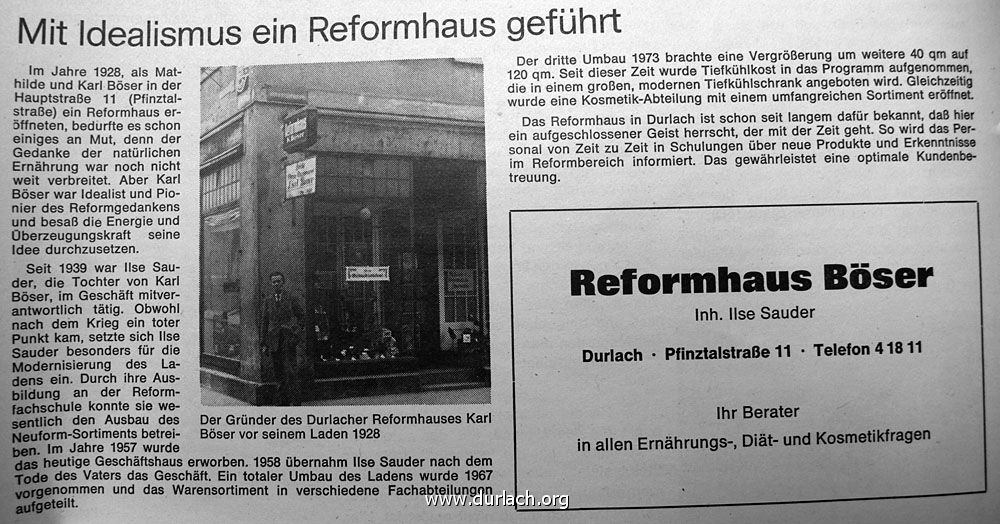 Mit Idealismus ein Reformhaus geführt
Im Jahre 1928, als Mat-
hilde und Karl Böser in der
Hauptstraße 11 (Pfinztal-
straße) ein Reformhaus er-
öffneten, bedurfte es schon
einiges an Mut, denn der
Gedanke der natürlichen
Ernährung war noch nicht
weit verbreitet. Aber Karl
Böser war Idealist und Pio-
nier des Reformgedankens
und besaß die Energie und
Überzeugungskraft seine
Idee durchzusetzen.
Seit 1939 war Ilse Sau-
der, die Tochter von Karl
Böser, im Geschäft mitver-
antwortlich tätig. Obwohl
nach dem Krieg ein toter
Punkt kam, setzte sich Ilse
Sauder besonders für die
Modernisierung des La-
dens ein. Durch ihre Aus-
bildung an der Reform-
fachschule konnte sie we-
sentlich den Ausbau des
Neuform-Sortiments betrei-
ben. Im Jahre 1957 wurde
das heutige Geschäftshaus erworben. 1958 übernahm Ilse Sauder nach dem
Tode des Vaters das Geschäft. Ein totaler Umbau des Ladens wurde 1967
vorgenommen und das Warensortiment in verschiedene Fachabteilungen
aufgeteilt.
Der Gründer des Durlacher Reformhauses Karl
Böser vor seinem Laden 1928
Der dritte Umbau 1973 brachte eine Vergrößerung um weitere 40 qm auf
120 qm. Seit dieser Zeit wurde Tiefkühlkost in das Programm aufgenommen,
die in einem großen, modernen Tiefkühlschrank angeboten wird. Gleichzeitig
wurde eine Kosmetik-Abteilung mit einem umfangreichen Sortiment eröffnet.
Das Reformhaus in Durlach ist schon seit langem dafür bekannt, daß hier
ein aufgeschlossener Geist herrscht, der mit der Zeit geht. So wird das Per-
sonal von Zeit zu Zeit in Schulungen über neue Produkte und Erkenntnisse
im Reformbereich informiert. Das gewährleistet eine optimale Kundenbe-
treuung.
Reformhaus Böser
Inh. Ilse Sauder
Durlach · Pfinztalstraße 11 · Telefon 4 18 11
Ihr Berater
in allen Ernährungs-, Diät- und Kosmetikfragen
www.durlach.org